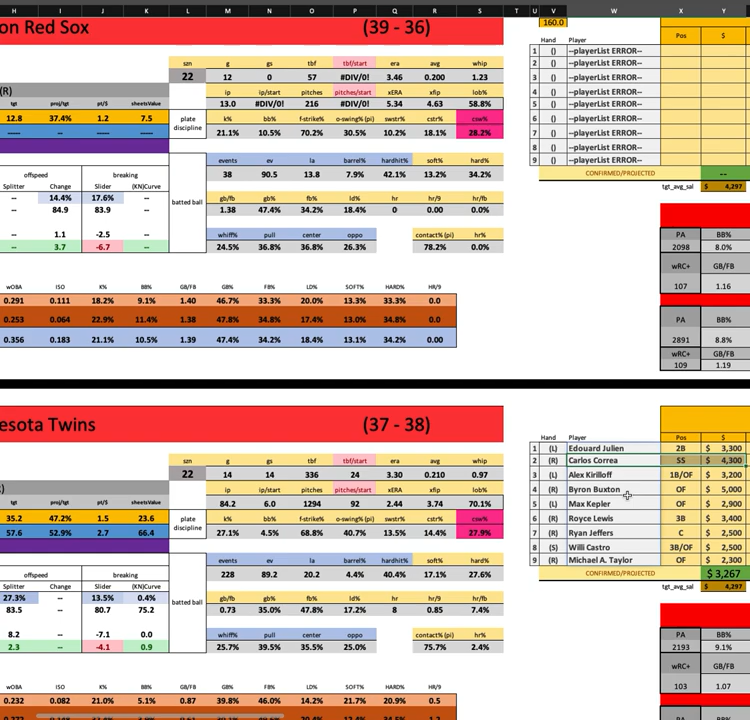 H I J K L M N O P Q R S T U V W X Y
on Red Sox (39 - 36) 160.0
Hand Player Pos $
szn g gs tbf tbf/start era avg whip
22 12 0 57 #DIV/0! 3.46 0.200 1.23
(R) ip ip/start pitches pitches/start xERA xfip lob%
tgt proj/tgt pt/$ sheetsValue 13.0 #DIV/0! 216 #DIV/0! 5.34 4.63 58.8%
12.8 37.4% 1.2 7.5 plate discipline k% bb% f-strike% o-swing% (pi) swstr% cstr% csw%
---- ---- -- ---- 21.1% 10.5% 70.2% 30.5% 10.2% 18.1% 28.2%
1 () --playerList ERROR--
2 () --playerList ERROR--
3 () --playerList ERROR--
4 () --playerList ERROR--
5 () --playerList ERROR--
6 () --playerList ERROR--
7 () --playerList ERROR--
8 () --playerList ERROR--
9 () --playerList ERROR--
CONFIRMED/PROJECTED --
tgt_avg_sal $ 4,297
offspeed breaking batted ball events ev la barrel% hardhit% soft% hard%
Splitter Change Slider (KN)Curve 38 90.5 13.8 7.9% 42.1% 13.2% 34.2%
-- 14.4% 17.6% -- gb/fb gb% fb% ld% hr hr/9 hr/fb
-- 84.9 83.9 -- 1.38 47.4% 34.2% 18.4% 0 0.00 0.0%
-- 1.1 -2.5 -- whiff% pull center oppo contact% (pi) hr%
-- 3.7 -6.7 -- 24.5% 36.8% 36.8% 26.3% 78.2% 0.0%
PA BB%
2098 8.0%
wRC+ GB/FB
107 1.16
wOBA ISO K% BB% GB/FB GB% FB% LD% SOFT% HARD% HR/9
0.291 0.111 18.2% 9.1% 1.40 46.7% 33.3% 20.0% 13.3% 33.3% 0.0
0.253 0.064 22.9% 11.4% 1.38 47.8% 34.8% 17.4% 13.0% 34.8% 0.0
0.356 0.183 21.1% 10.5% 1.39 47.4% 34.2% 18.4% 13.1% 34.2% 0.00
PA BB%
2891 8.8%
wRC+ GB/FB
109 1.19
esota Twins (37 - 38)
Hand Player Pos $
1 (L) Edouard Julien 2B $ 3,300
2 (R) Carlos Correa SS $ 4,300
3 (L) Alex Kirilloff 1B/OF $ 3,200
4 (R) Byron Buxton OF $ 5,000
5 (L) Max Kepler OF $ 2,900
6 (R) Royce Lewis 3B $ 3,400
7 (R) Ryan Jeffers C $ 2,500
8 (S) Willi Castro 3B/OF $ 2,500
9 (R) Michael A. Taylor OF $ 2,300
CONFIRMED/PROJECTED $ 3,267
tgt_avg_sal $ 4,297
szn g gs tbf pitches/start era avg whip
22 14 14 336 24 3.30 0.210 0.97
) ip ip/start pitches pitches/start xERA xfip lob%
tgt proj/tgt pt/$ sheetsValue 84.2 6.0 1294 92 2.44 3.74 70.1%
35.2 47.2% 1.5 23.6 plate discipline k% bb% f-strike% o-swing% (pi) swstr% cstr% csw%
57.6 52.9% 2.7 66.4 27.1% 4.5% 68.8% 40.7% 13.5% 14.4% 27.9%
offspeed breaking batted ball events ev la barrel% hardhit% soft% hard%
Splitter Change Slider (KN)Curve 228 89.2 20.2 4.4% 40.4% 17.1% 27.6%
27.3% -- 13.5% 0.4% gb/fb gb% fb% ld% hr hr/9 hr/fb
83.5 80.7 75.2 0.73 35.0% 47.8% 17.2% 8 0.85 7.4%
8.2 -7.1 0.0 whiff% pull center oppo contact% (pi) hr%
2.3 -- -4.1 0.9 25.7% 39.5% 35.5% 25.0% 75.7% 2.4%
PA BB%
2193 9.1%
wRC+ GB/FB
103 1.07
wOBA ISO K% BB% GB/FB GB% FB% LD% SOFT% HARD% HR/9
0.232 0.082 21.0% 5.1% 0.87 39.8% 46.0% 14.2% 21.7% 20.9% 0.5
PA BB%